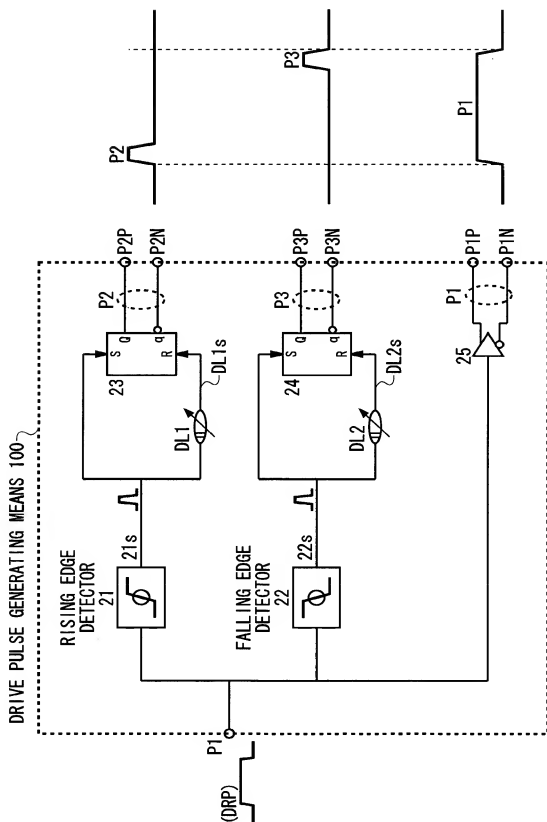 DRIVE PULSE GENERATING MEANS 100
(DRP)
P1
RISING EDGE
DETECTOR
21
21s
DL1
DL1s
23
S
Q
R
q
P2
P2P
P2N
P2
FALLING EDGE
DETECTOR
22
22s
DL2
DL2s
24
S
Q
R
q
P3
P3P
P3N
P3
25
P1
P1P
P1N
P1